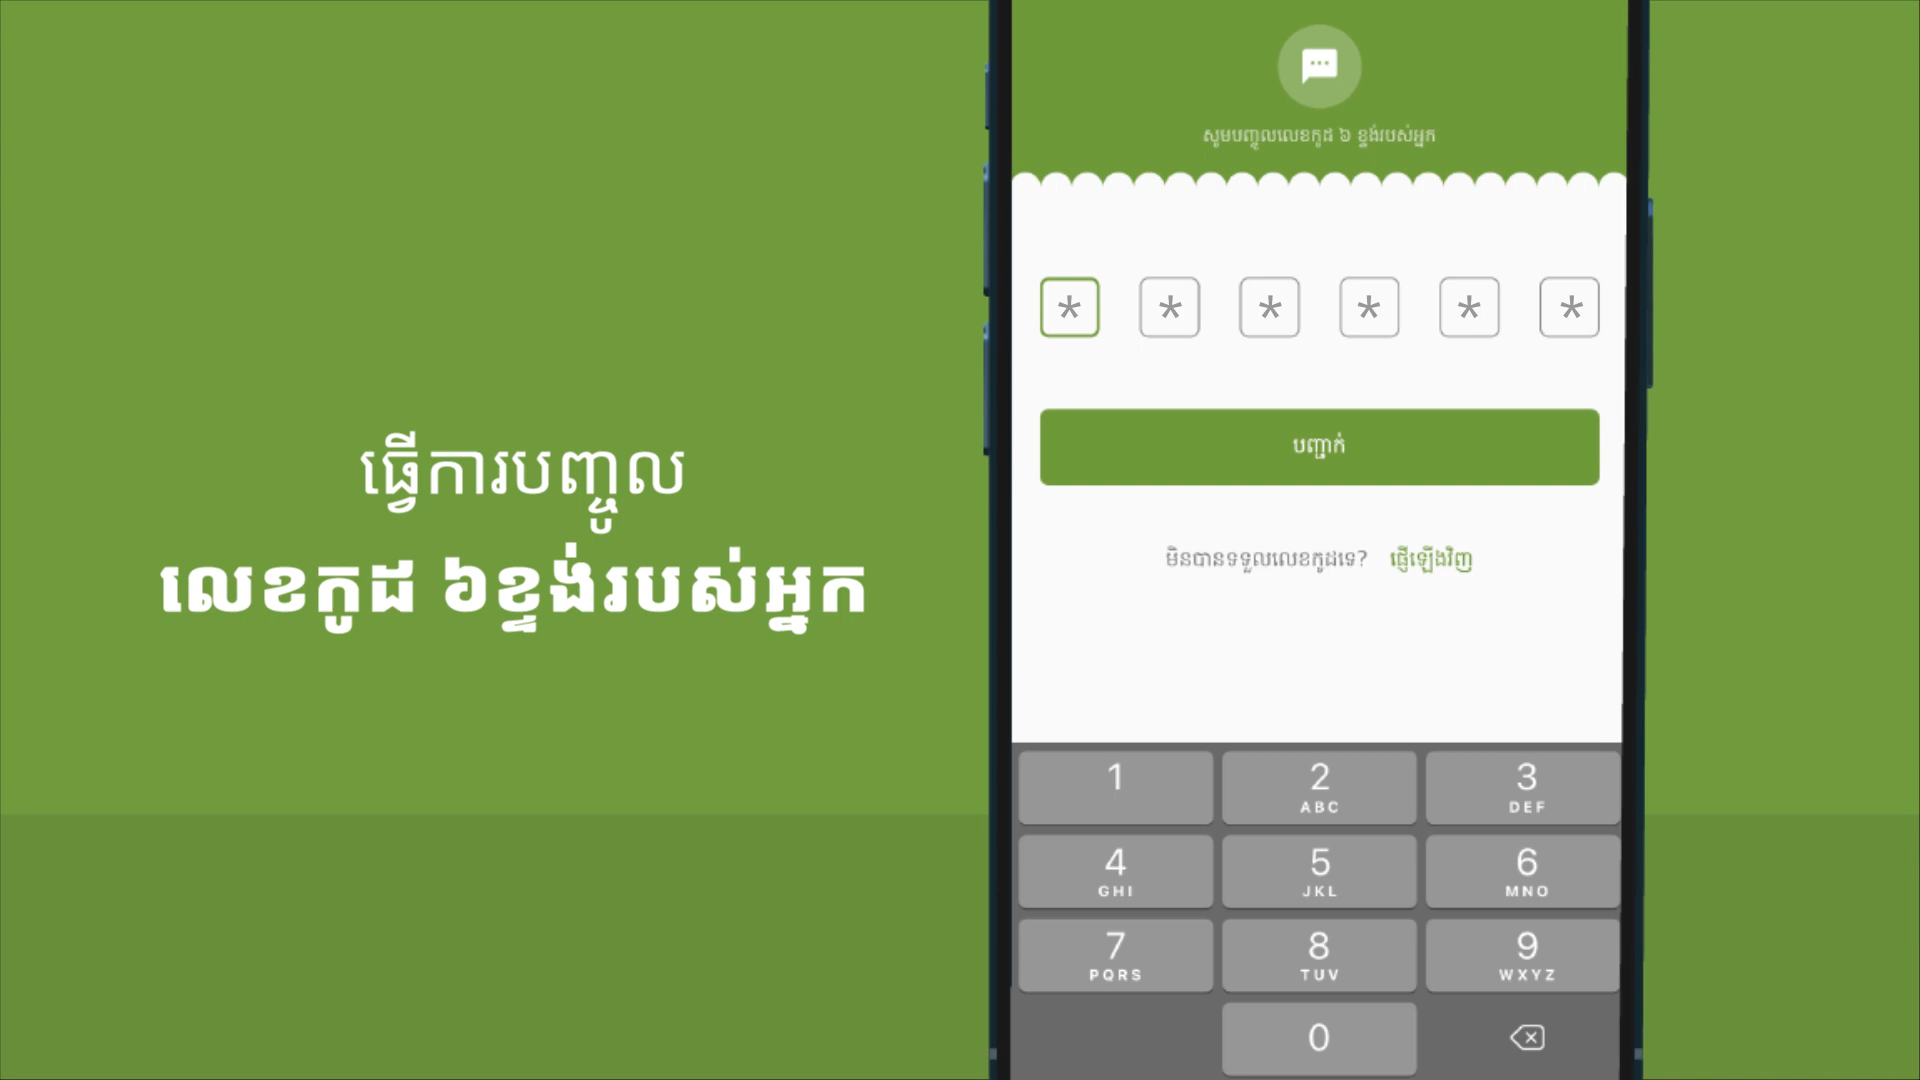 ធ្វើការបញ្ចូល
លេខកូដ ៦ខ្ទង់របស់អ្នក
សូមបញ្ចូលលេខកូដ ៦ ខ្ទង់របស់អ្នក
* * * * * *
បញ្ជាក់
មិនបានទទួលលេខកូដទេ? ផ្ញើឡើងវិញ
1 2 3
ABC DEF
4 5 6
GHI JKL MNO
7 8 9
PQRS TUV WXYZ
0